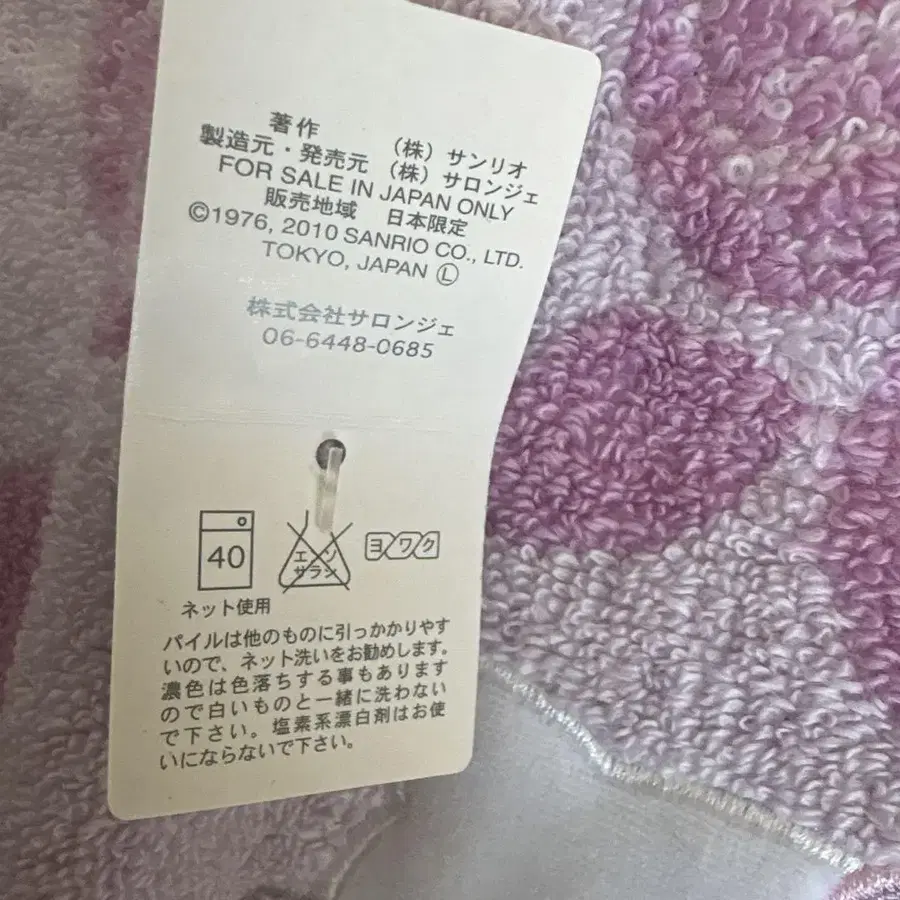 著作 (株) サンリオ
製造元・発売元 (株) サロンジェ
FOR SALE IN JAPAN ONLY
販売地域 日本限定
©1976, 2010 SANRIO CO., LTD.
TOKYO, JAPAN Ⓛ
株式会社サロンジェ
06-6448-0685
40
エンソ
サラシ
ヨワク
ネット使用
パイルは他のものに引っかかりやす
いので、ネット洗いをお勧めします。
濃色は色落ちする事もあります
ので白いものと一緒に洗わない
で下さい。塩素系漂白剤はお使
いにならないで下さい。